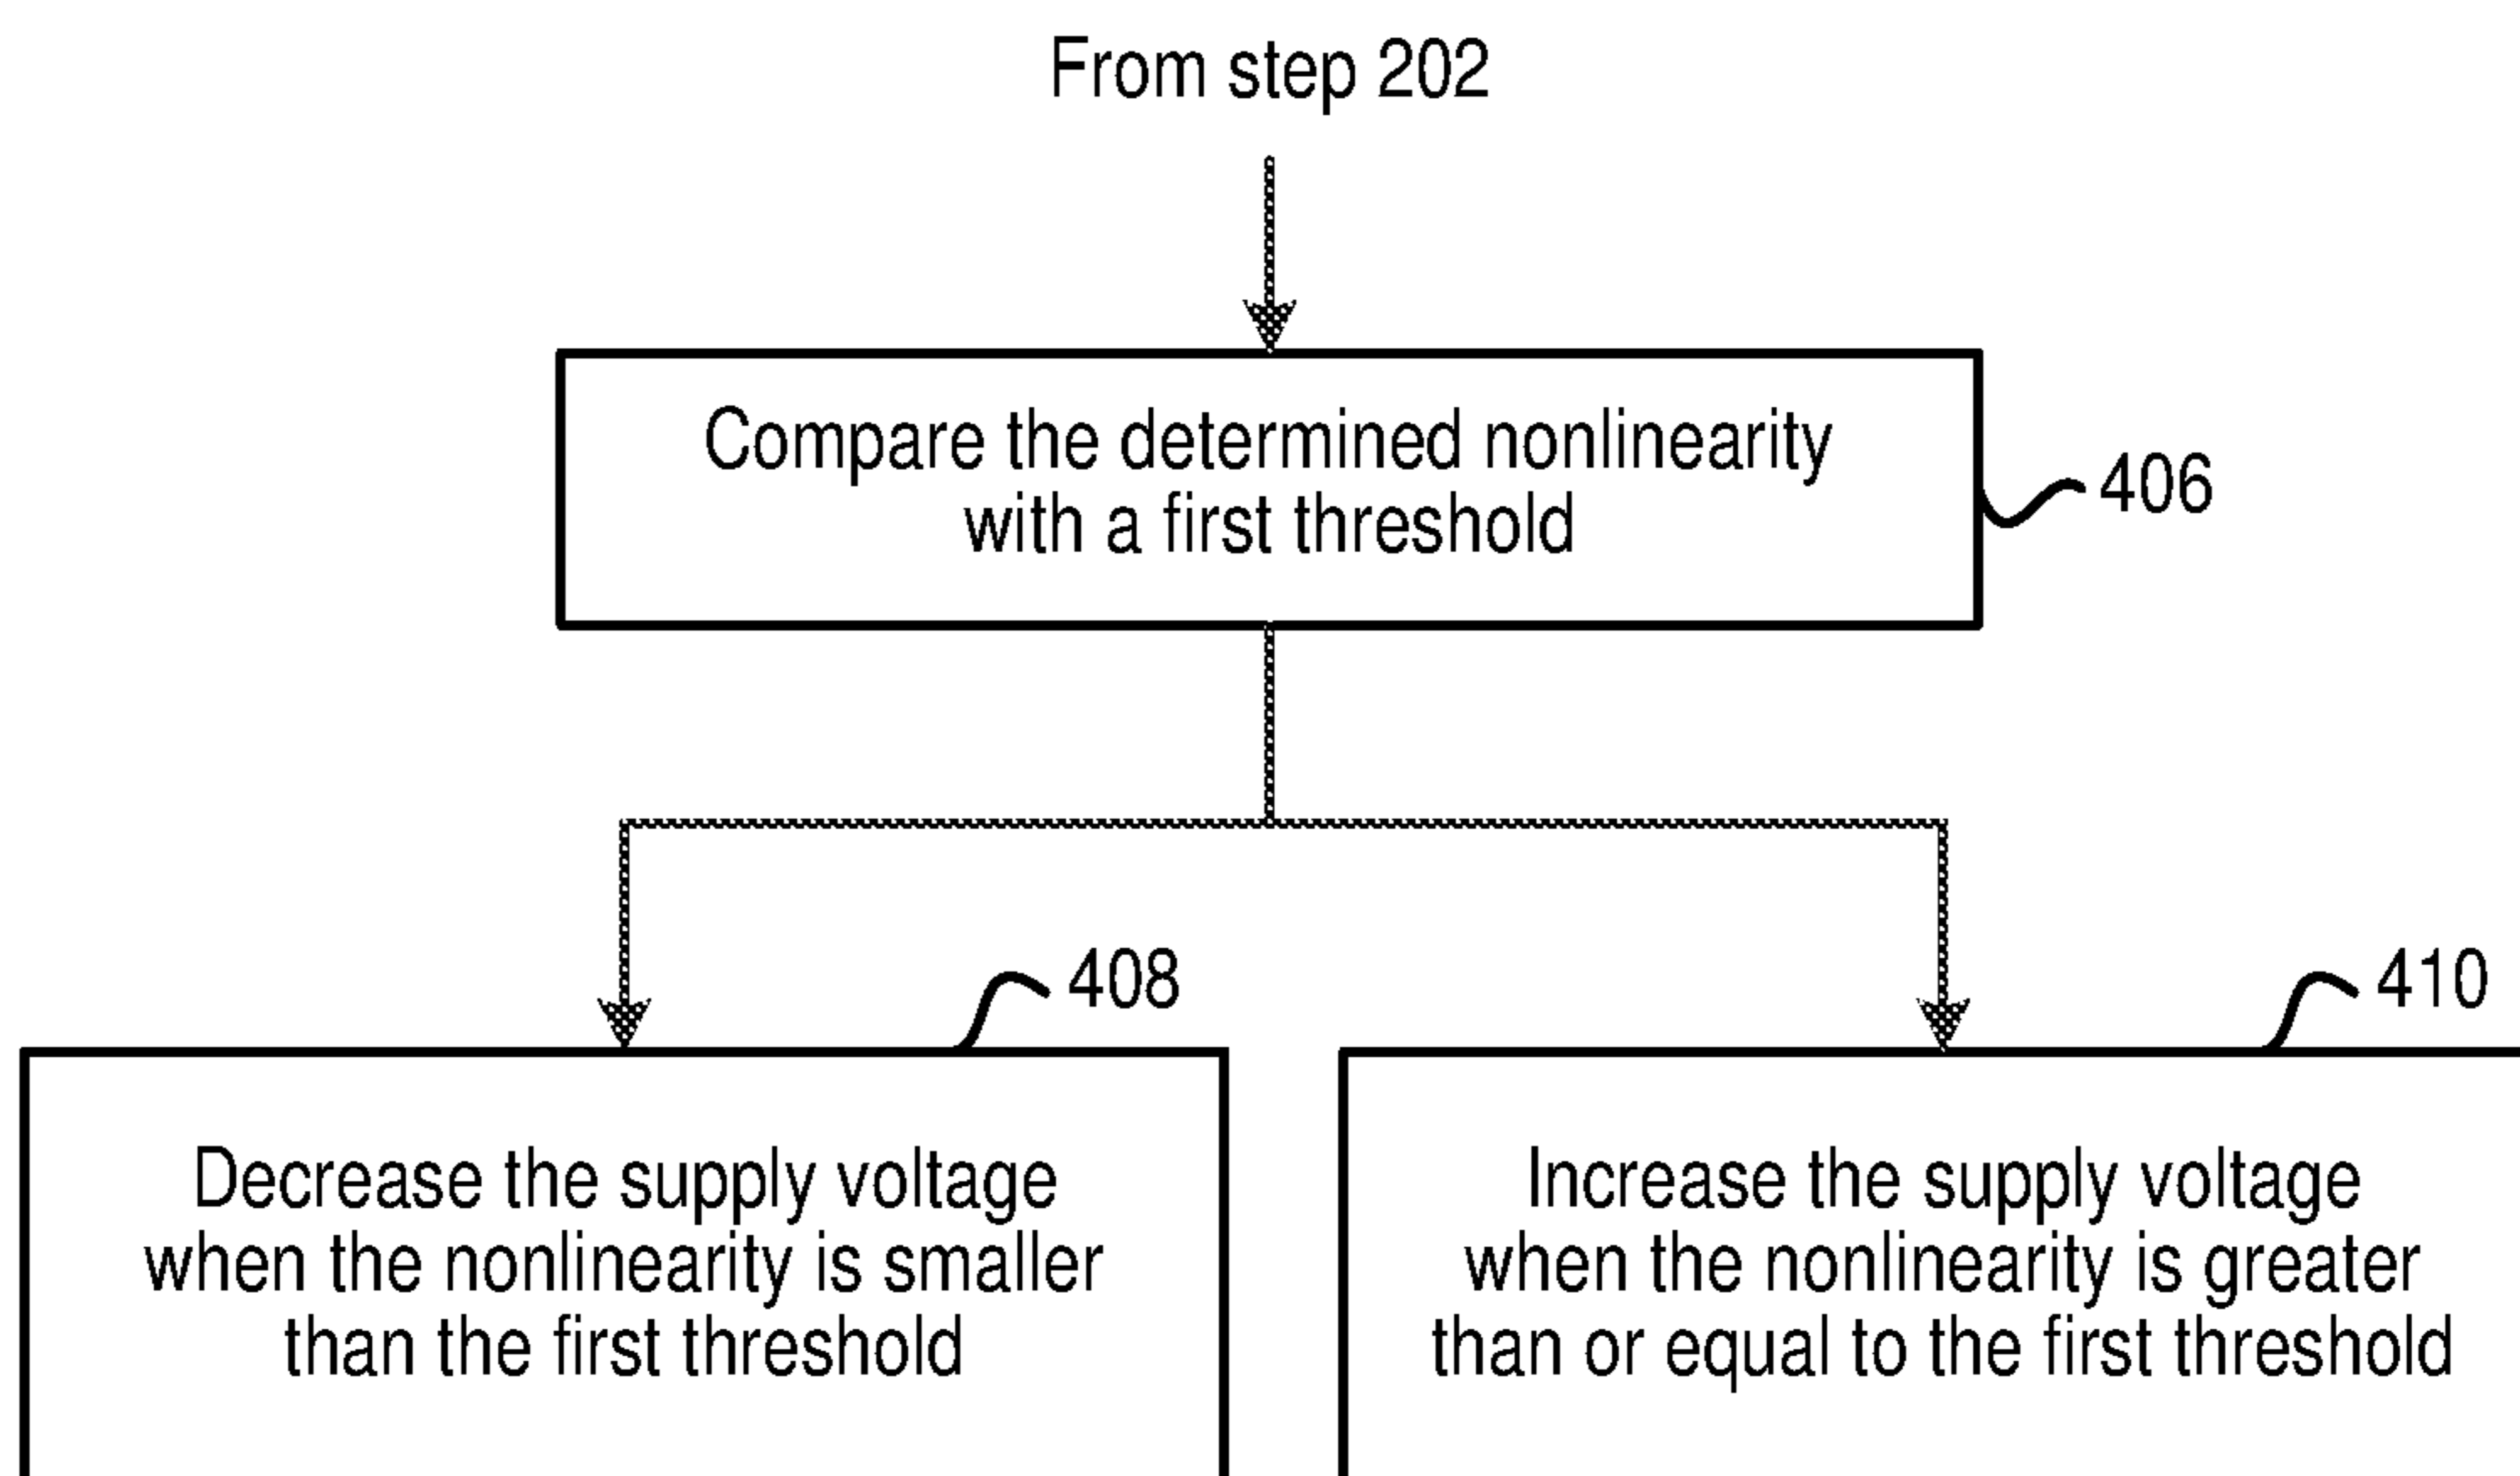 From step 202
Compare the determined nonlinearity
with a first threshold
406
408
410
Decrease the supply voltage
when the nonlinearity is smaller
than the first threshold
Increase the supply voltage
when the nonlinearity is greater
than or equal to the first threshold